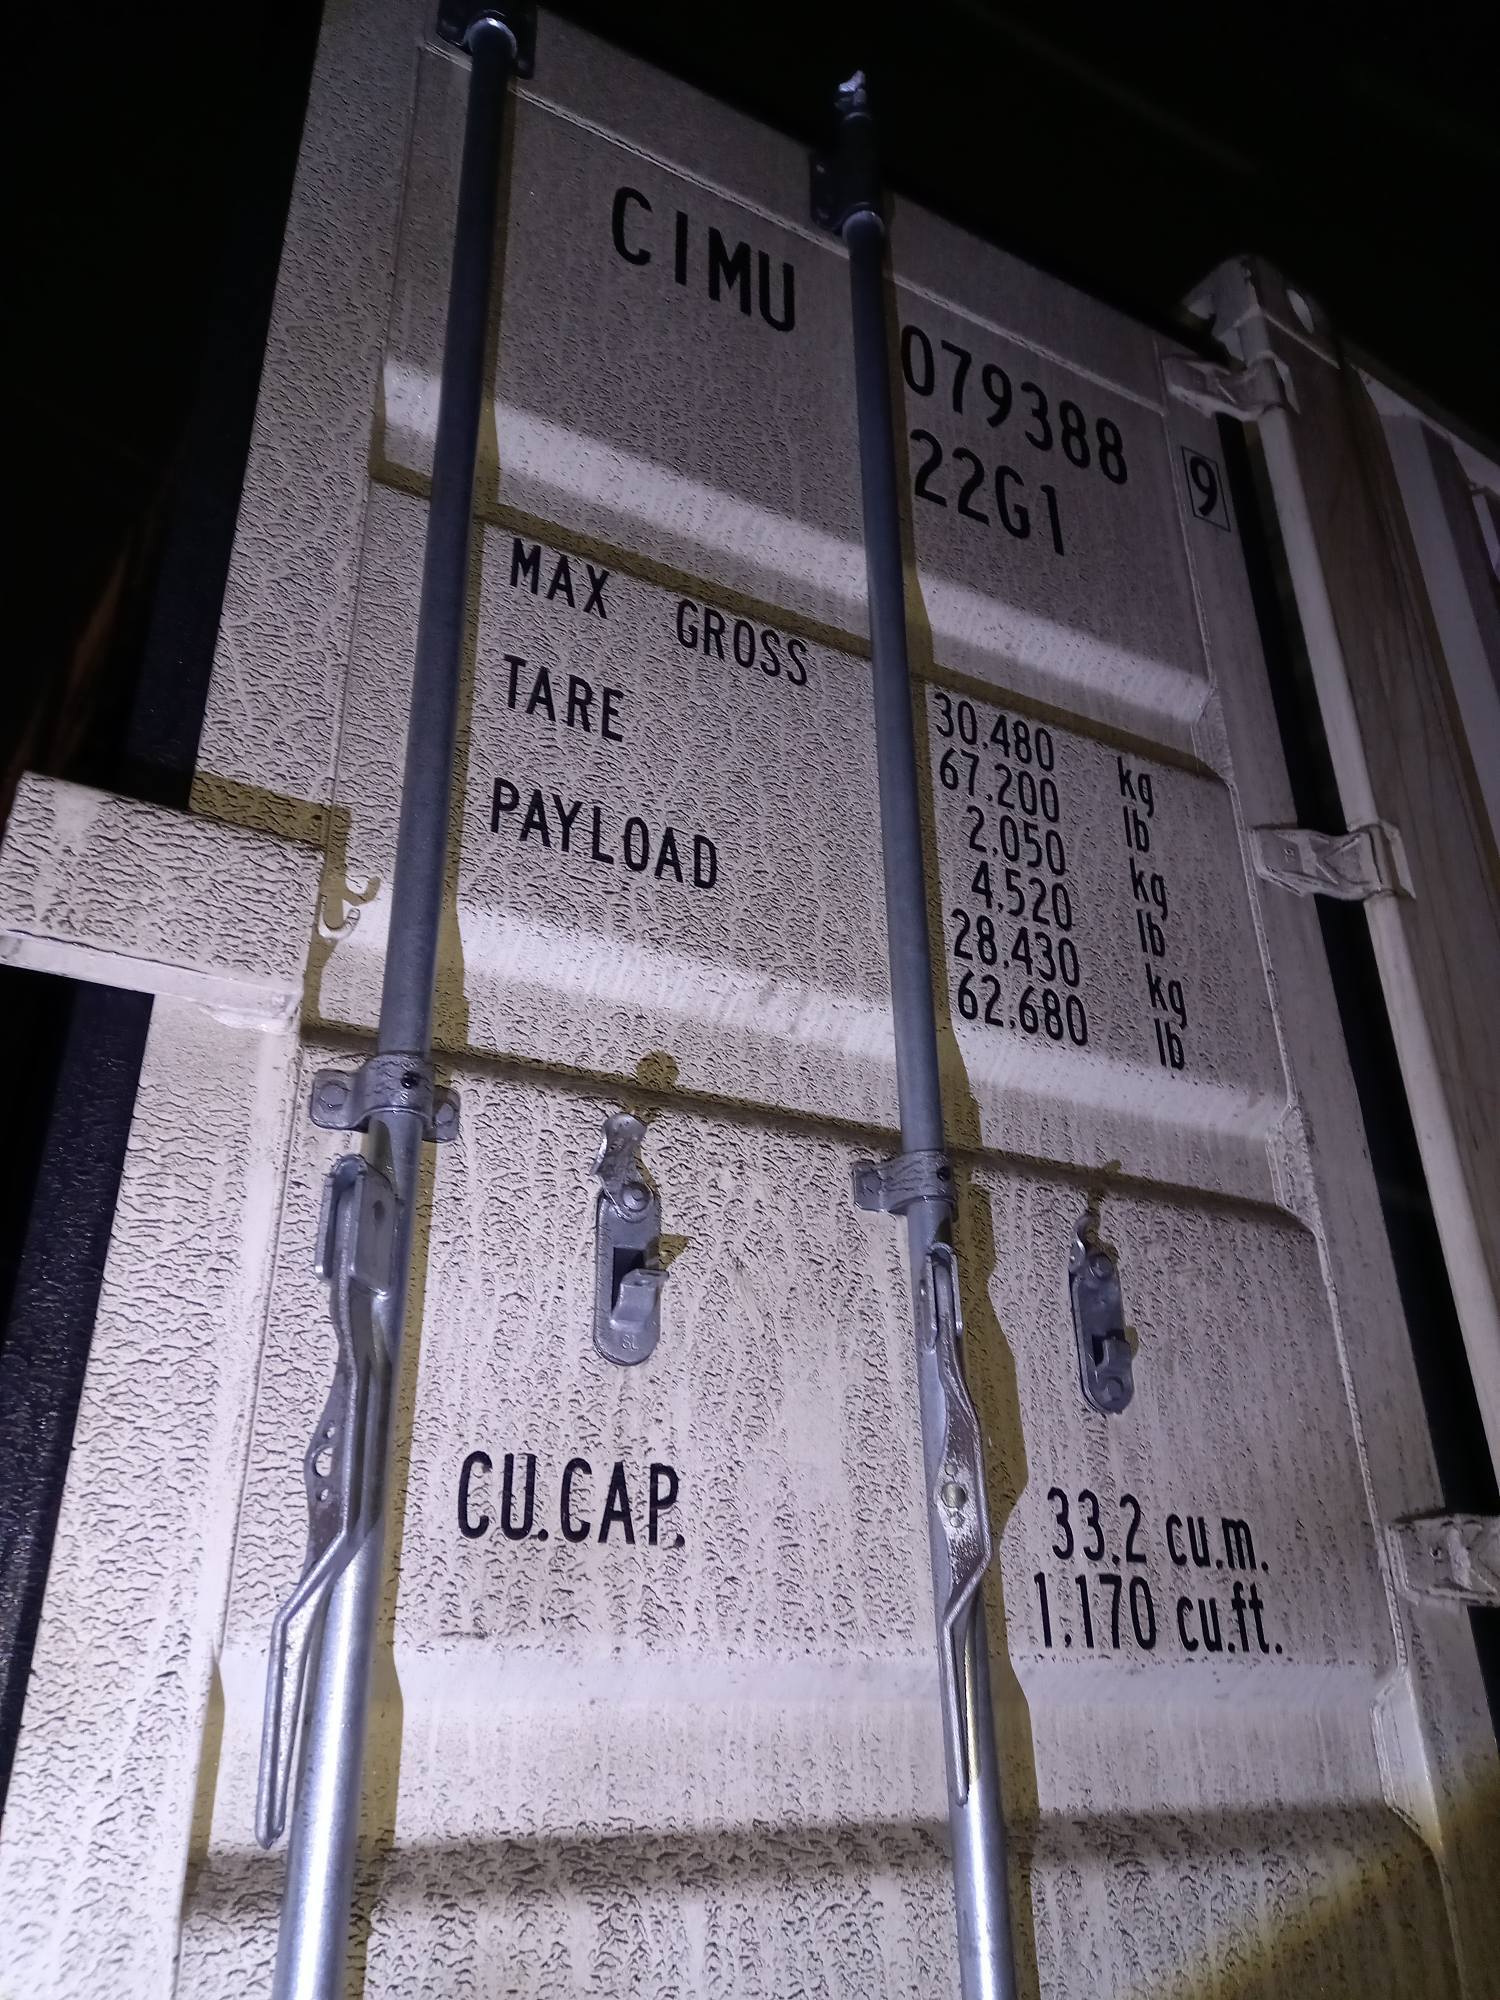 CIMU 079388 9
22G1
MAX GROSS 30.480 kg
67.200 lb
TARE 2.050 kg
4.520 lb
PAYLOAD 28.430 kg
62.680 lb
CU.CAP. 33.2 cu.m.
1.170 cu.ft.